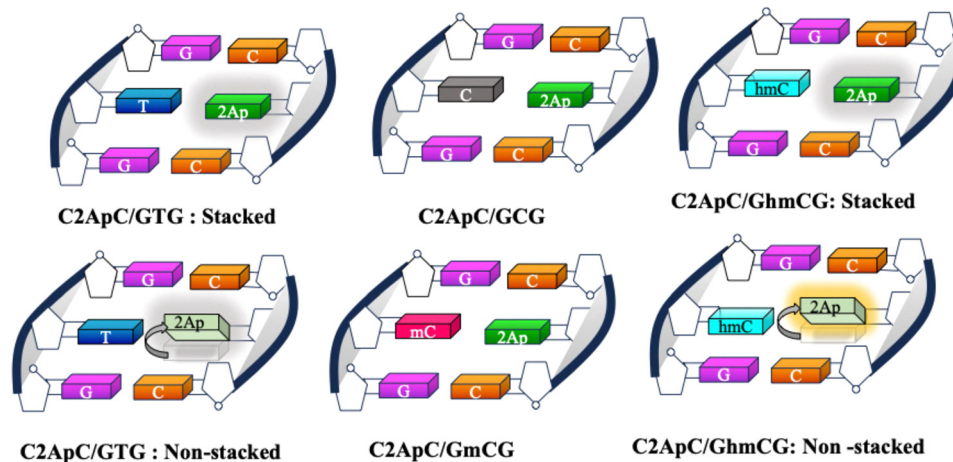 G C
T 2Ap
G C
C2ApC/GTG : Stacked
G C
C 2Ap
G C
C2ApC/GCG
G C
hmC 2Ap
G C
C2ApC/GhmCG: Stacked
G C
T 2Ap
G C
C2ApC/GTG : Non-stacked
G C
mC 2Ap
G C
C2ApC/GmCG
G C
hmC 2Ap
G C
C2ApC/GhmCG: Non -stacked